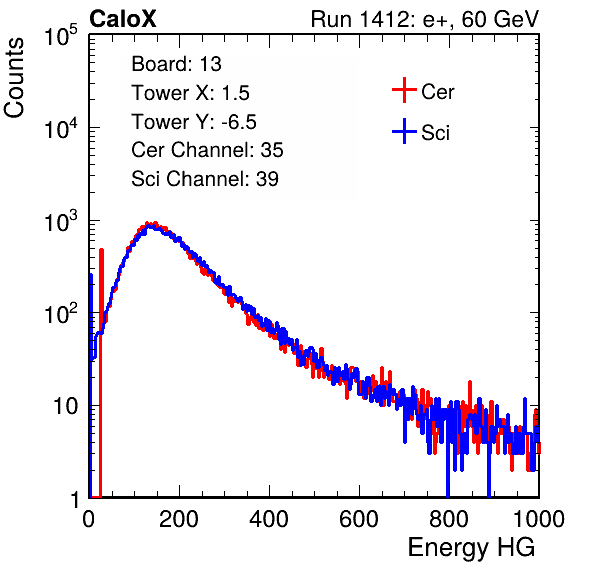 CaloX Run 1412: e+, 60 GeV
Counts
Board: 13
Tower X: 1.5
Tower Y: -6.5
Cer Channel: 35
Sci Channel: 39
Cer
Sci
10^5
10^4
10^3
10^2
10
1
0 200 400 600 800 1000
Energy HG